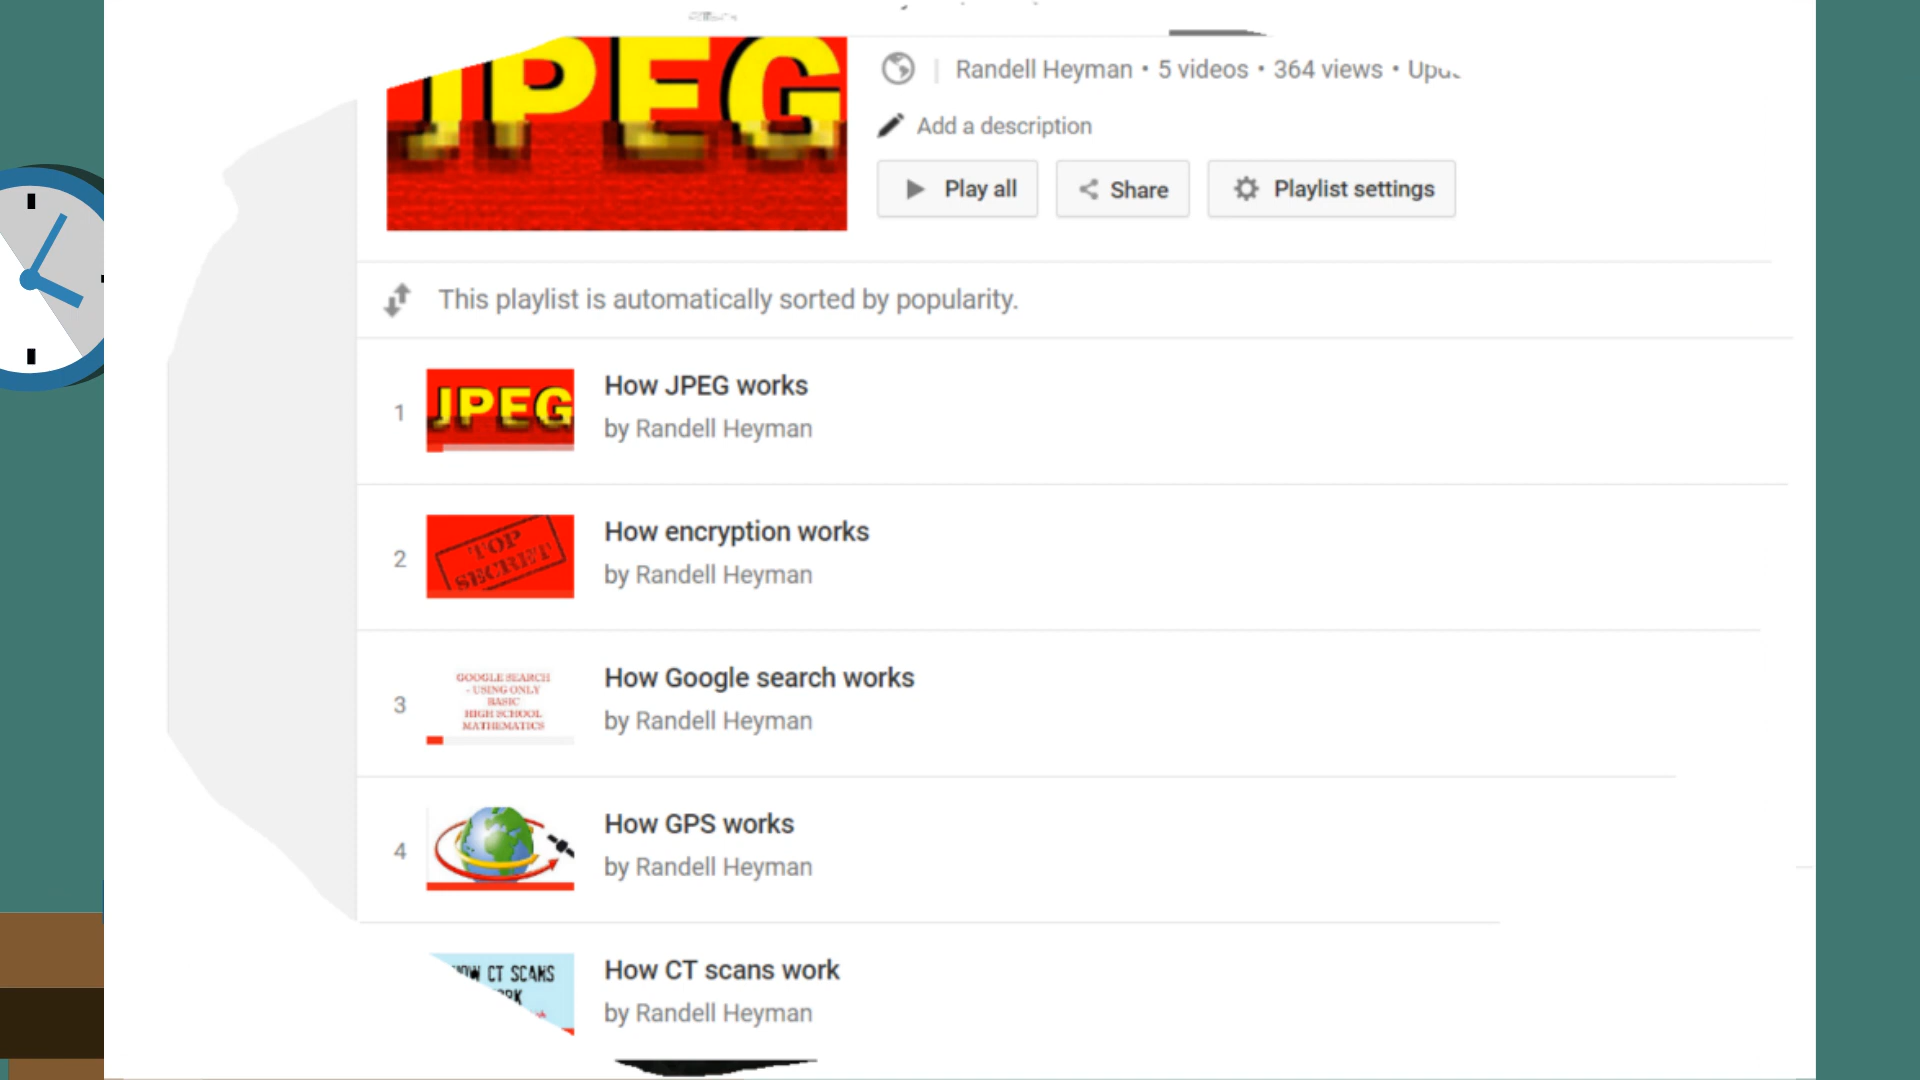 JPEG
Randell Heyman • 5 videos • 364 views •
Add a description
Play all
Share
Playlist settings
This playlist is automatically sorted by popularity.
1
JPEG
How JPEG works
by Randell Heyman
2
TOP
SECRET
How encryption works
by Randell Heyman
3
GOOGLE SEARCH
- USING ONLY
BASIC
HIGH SCHOOL
MATHEMATICS
How Google search works
by Randell Heyman
4
How GPS works
by Randell Heyman
CT SCANS
How CT scans work
by Randell Heyman